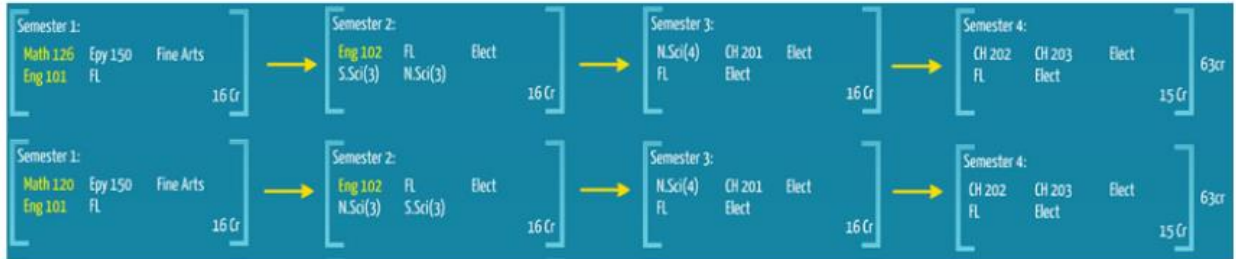 Semester 1:
Math 126 Epy 150 Fine Arts
Eng 101 FL
16 Cr
Semester 2:
Eng 102 FL Elect
S.Sci(3) N.Sci(3)
16 Cr
Semester 3:
N.Sci(4) CH 201 Elect
FL Elect
16 Cr
Semester 4:
CH 202 CH 203 Elect
FL Elect
15 Cr
63cr
Semester 1:
Math 120 Epy 150 Fine Arts
Eng 101 FL
16 Cr
Semester 2:
Eng 102 FL Elect
N.Sci(3) S.Sci(3)
16 Cr
Semester 3:
N.Sci(4) CH 201 Elect
FL Elect
16 Cr
Semester 4:
CH 202 CH 203 Elect
FL Elect
15 Cr
63cr